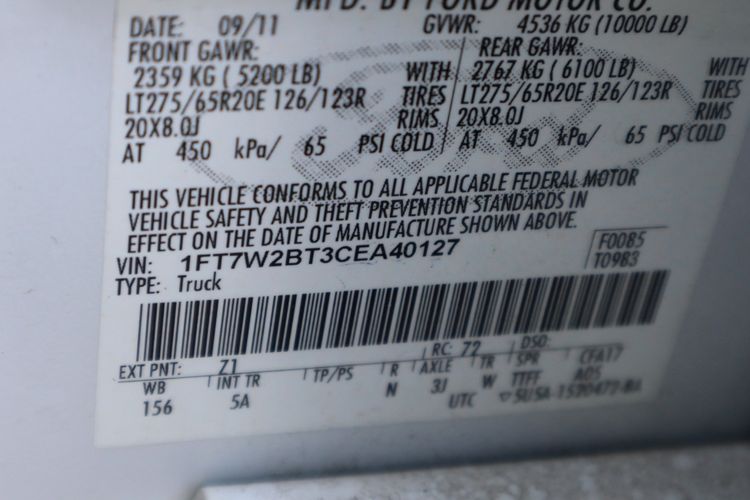 MFD. BY FORD MOTOR CO.
DATE: 09/11 GVWR: 4536 KG (10000 LB)
FRONT GAWR: REAR GAWR:
2359 KG ( 5200 LB) WITH 2767 KG ( 6100 LB) WITH
LT275/65R20E 126/123R TIRES LT275/65R20E 126/123R TIRES
20X8.0J RIMS 20X8.0J RIMS
AT 450 kPa/ 65 PSI COLD AT 450 kPa/ 65 PSI COLD
THIS VEHICLE CONFORMS TO ALL APPLICABLE FEDERAL MOTOR
VEHICLE SAFETY AND THEFT PREVENTION STANDARDS IN
EFFECT ON THE DATE OF MANUFACTURE SHOWN ABOVE.
VIN: 1FT7W2BT3CEA40127 F0085
TYPE: Truck T0983
EXT PNT: Z1 RC: 72 DSO:
WB INT TR TP/PS R AXLE TR SPR CFA17
156 5A N 3J W TTFF A05
UTC